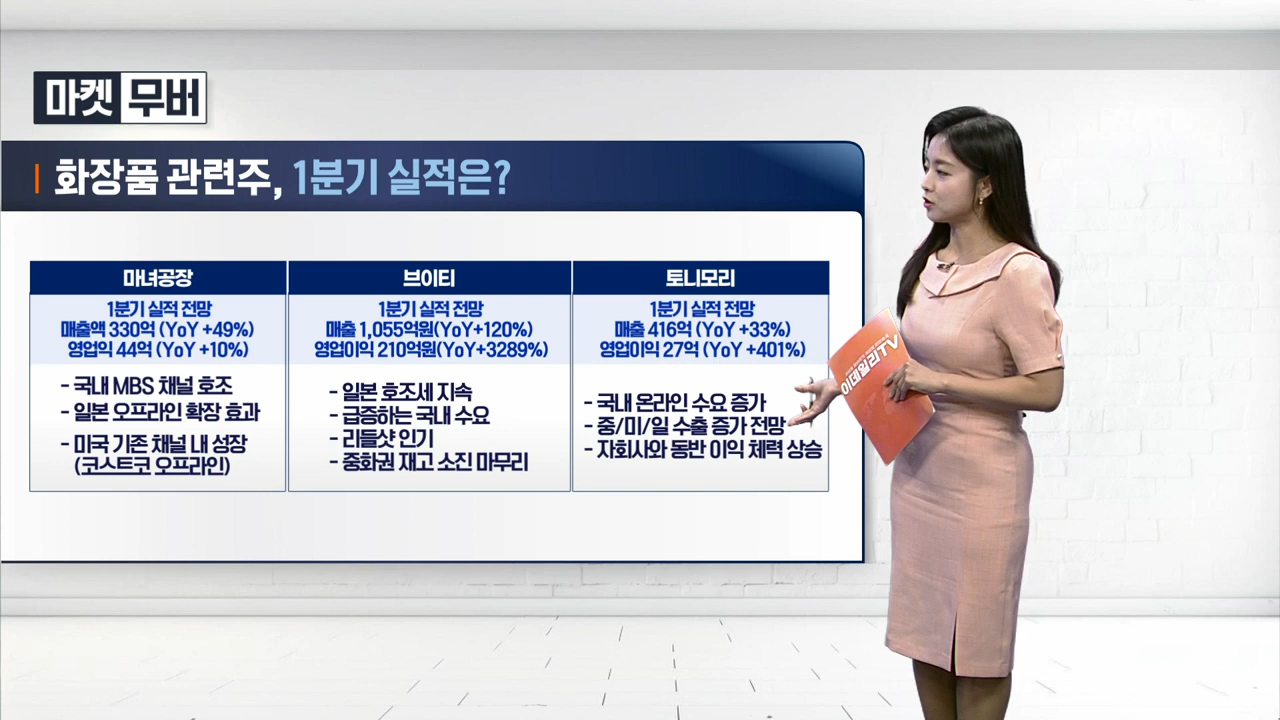 마켓 무버
화장품 관련주, 1분기 실적은?
마녀공장
1분기 실적 전망
매출액 330억 (YoY +49%)
영업익 44억 (YoY +10%)
- 국내 MBS 채널 호조
- 일본 오프라인 확장 효과
- 미국 기존 채널 내 성장
(코스트코 오프라인)
브이티
1분기 실적 전망
매출 1,055억원(YoY+120%)
영업이익 210억원(YoY+3289%)
- 일본 호조세 지속
- 급증하는 국내 수요
- 리들샷 인기
- 중화권 재고 소진 마무리
토니모리
1분기 실적 전망
매출 416억 (YoY +33%)
영업이익 27억 (YoY +401%)
- 국내 온라인 수요 증가
- 중/미/일 수출 증가 전망
- 자회사와 동반 이익 체력 상승
이데일리TV